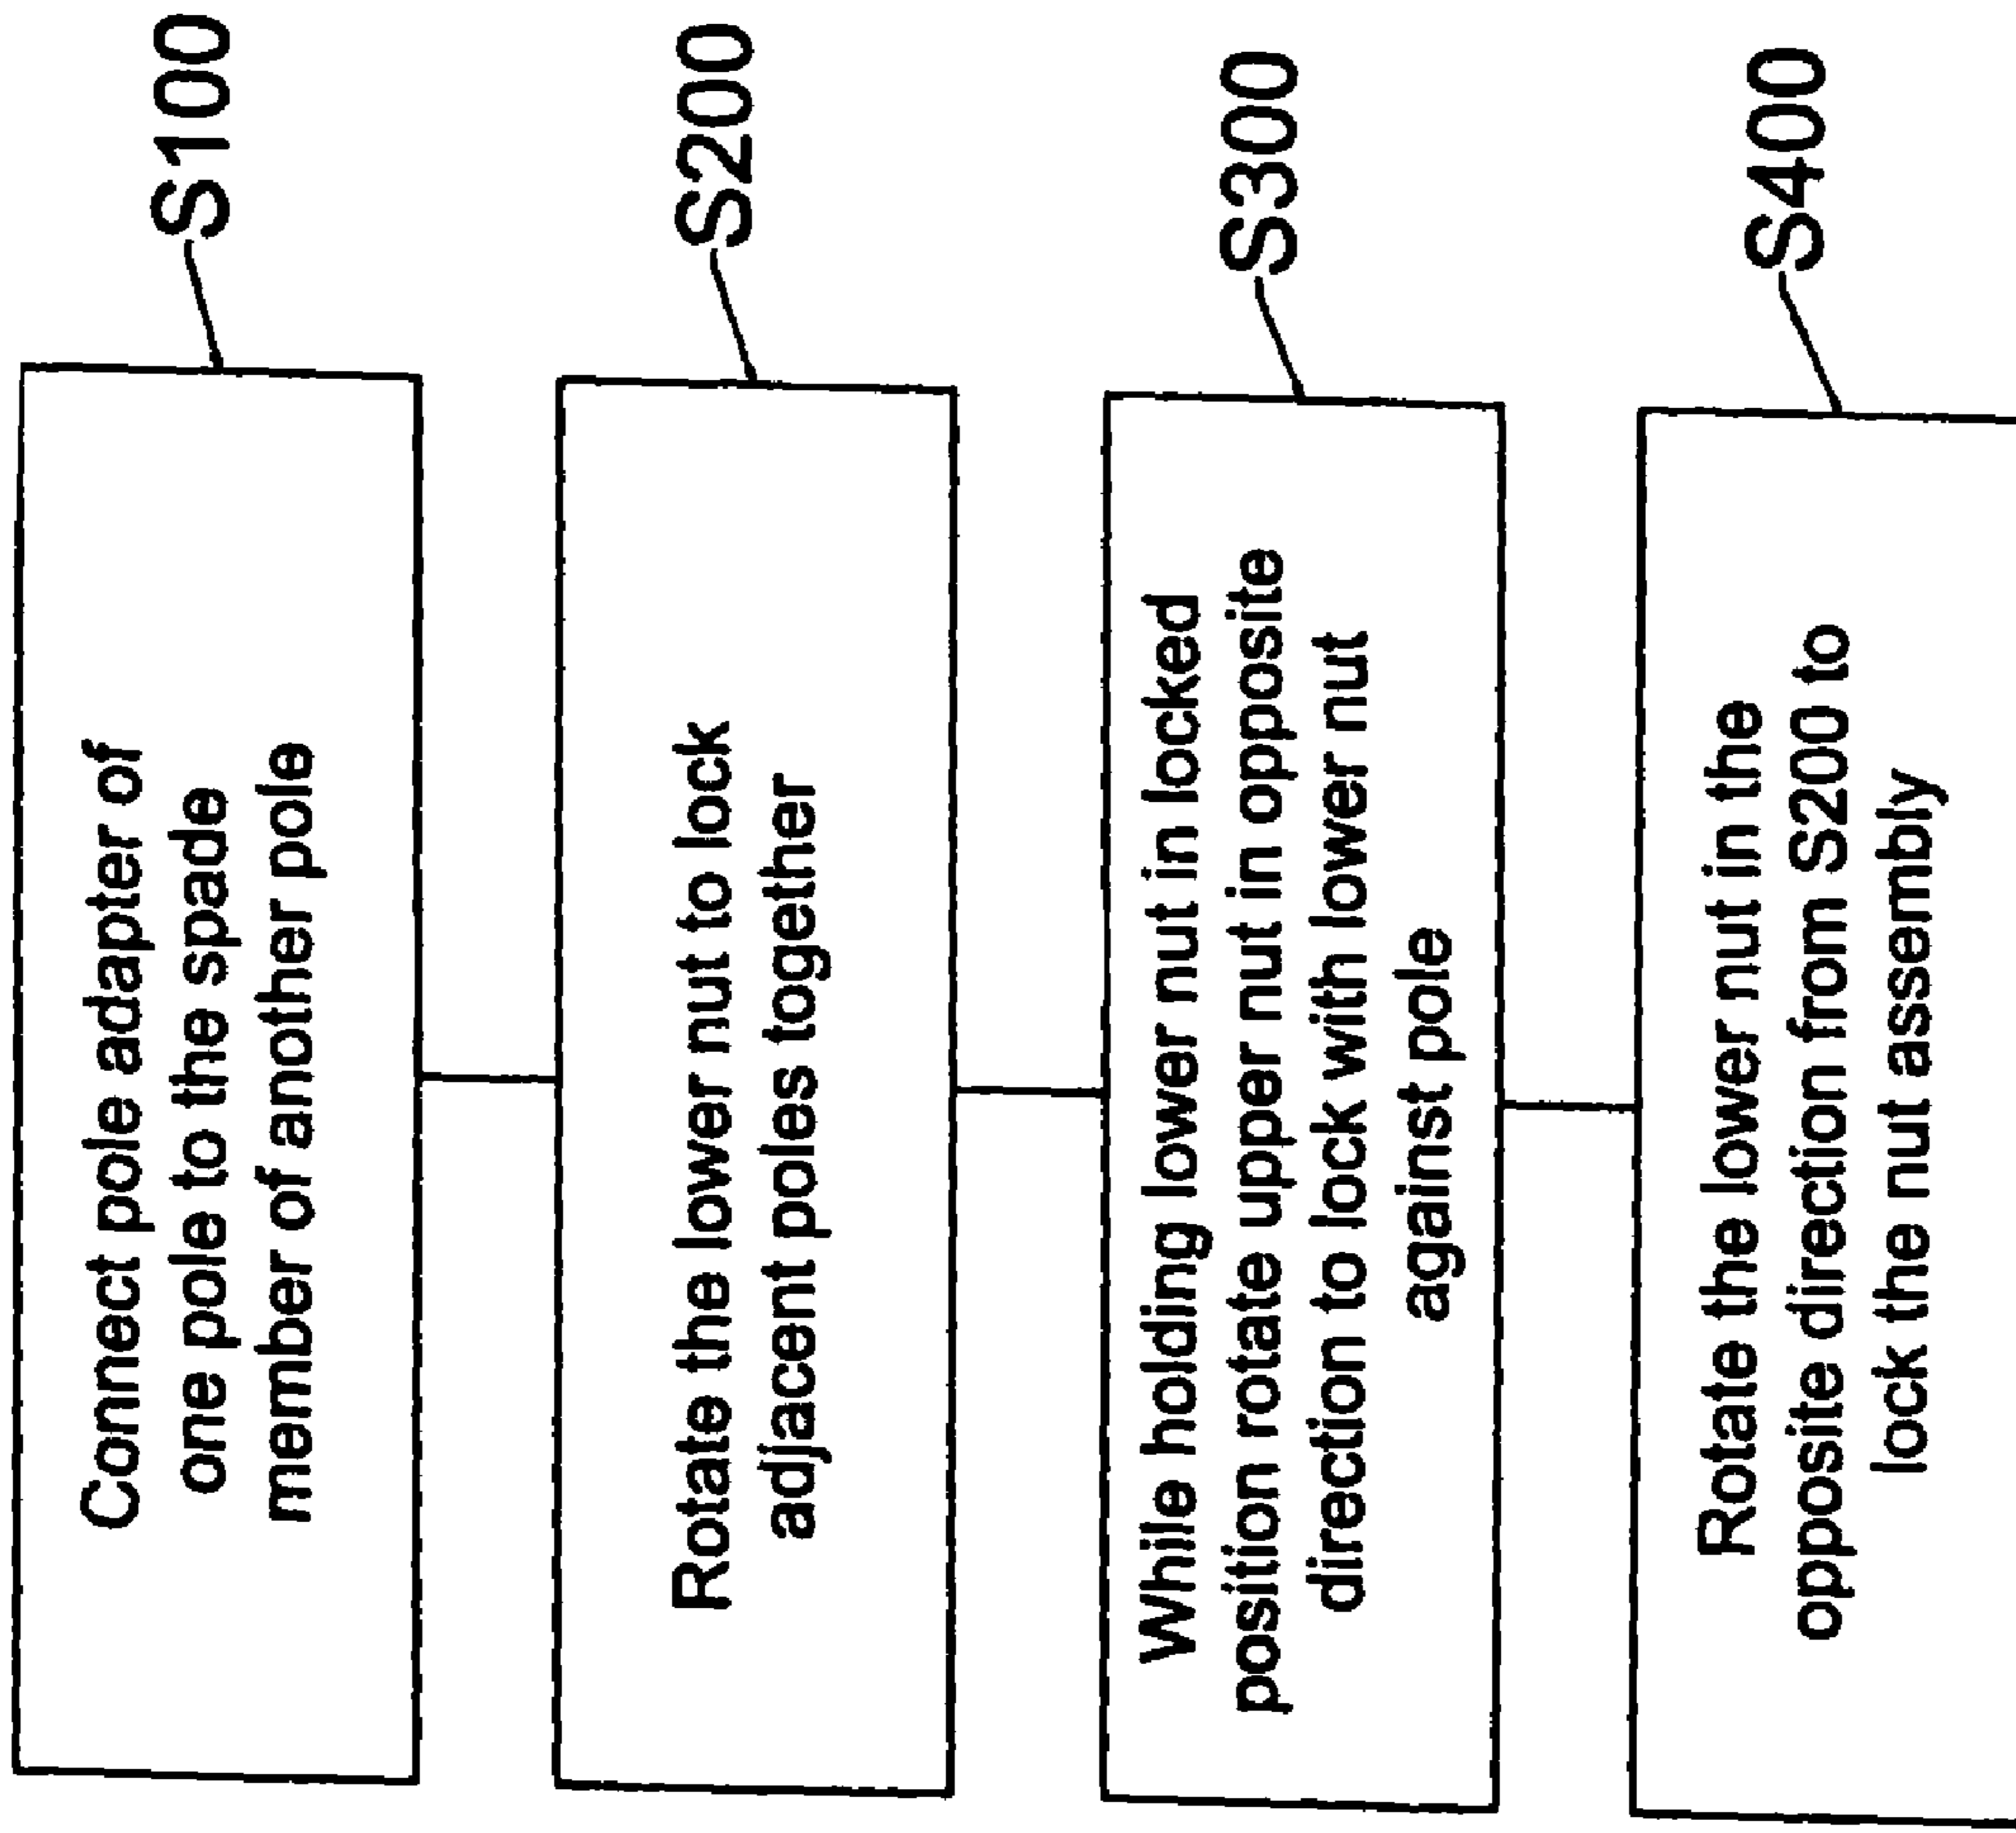 Connect pole adapter of
one pole to the spade
member of another pole
S100
Rotate the lower nut to lock
adjacent poles together
S200
While holding lower nut in locked
position rotate upper nut in opposite
direction to lock with lower nut
against pole
S300
Rotate the lower nut in the
opposite direction from S200 to
lock the nut assembly
S400